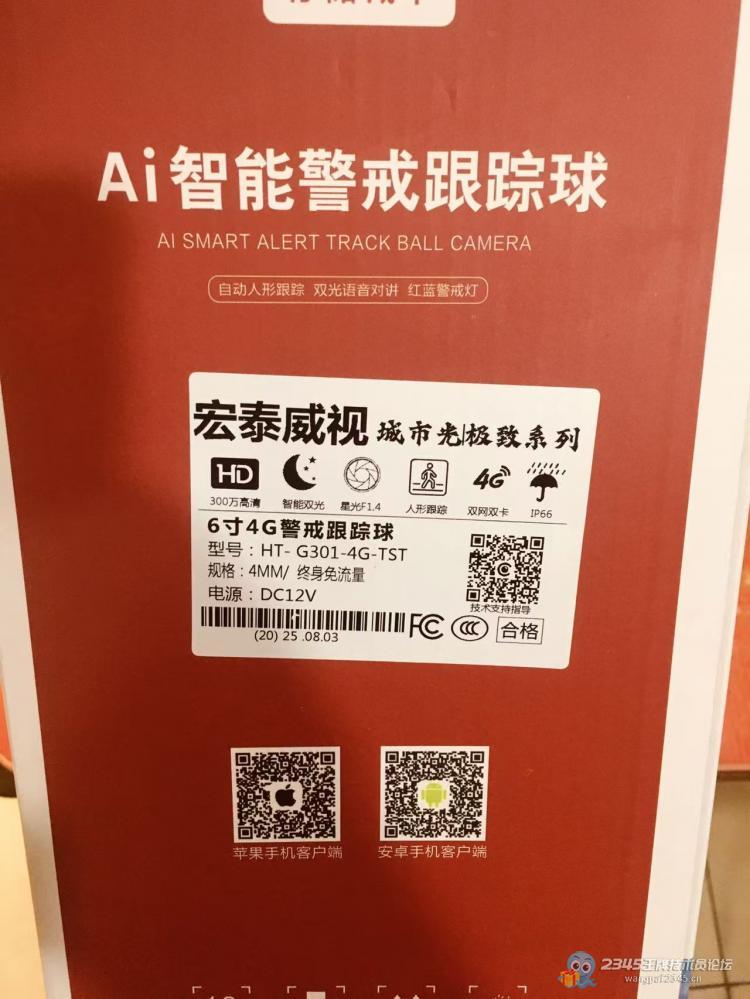 Ai智能警戒跟踪球
AI SMART ALERT TRACK BALL CAMERA
自动人形跟踪 双光语音对讲 红蓝警戒灯
宏泰威视 城市光极致系列
HD 4G
300万高清 智能双光 星光F1.4 人形跟踪 双网双卡 IP66
6寸4G警戒跟踪球
型号：HT- G301-4G-TST
规格：4MM/ 终身免流量
电源：DC12V
技术支持指导
(20) 25 .08.03
FC CCC 合格
苹果手机客户端 安卓手机客户端
2345王牌技术员论坛
wangpai.2345.cn